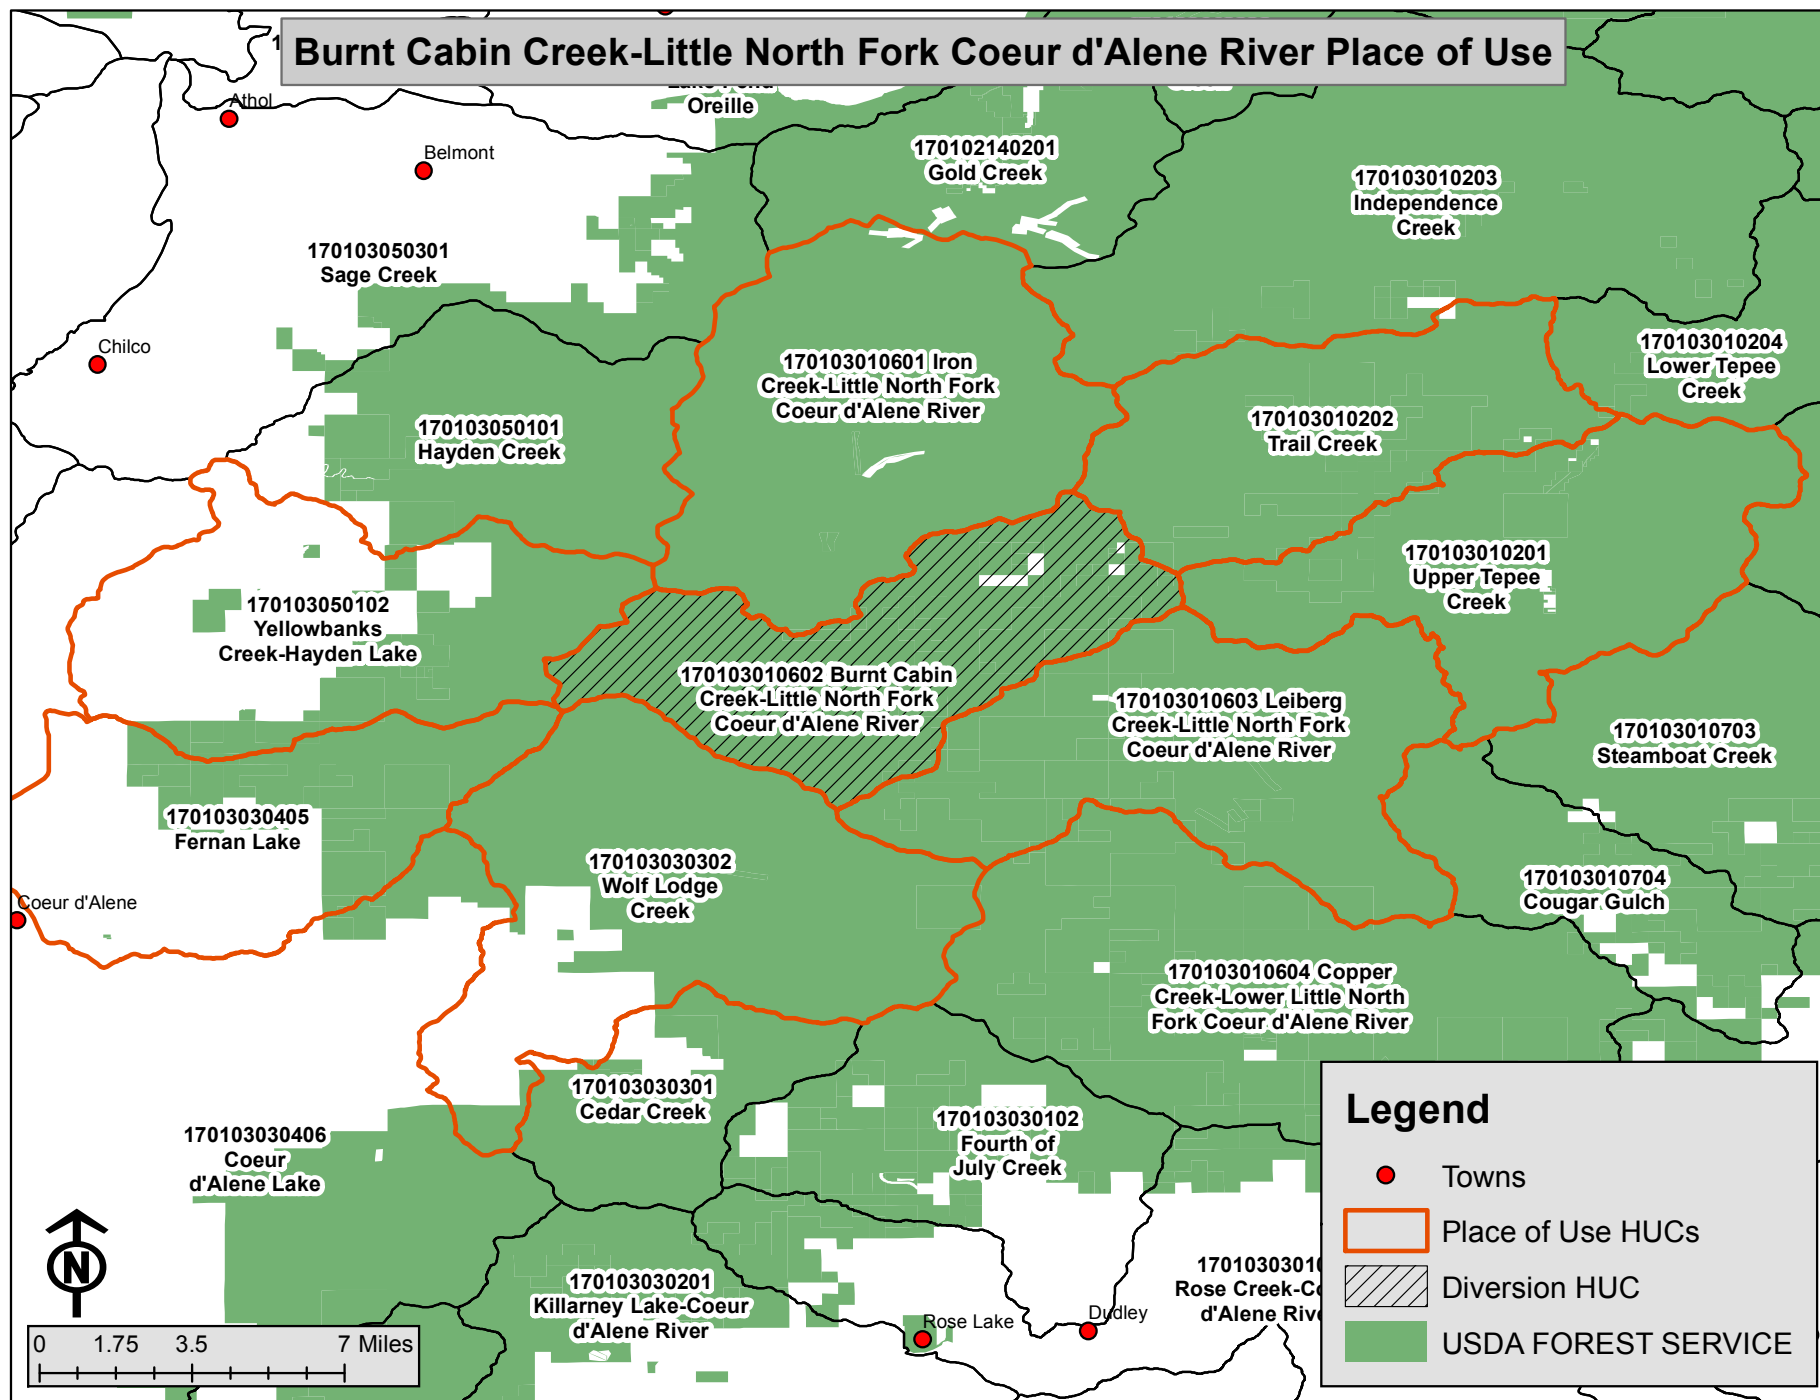 Burnt Cabin Creek-Little North Fork Coeur d'Alene River Place of Use
Oreille
Athol
Belmont
170102140201
Gold Creek
170103010203
Independence
Creek
170103050301
Sage Creek
Chilco
170103010601 Iron
Creek-Little North Fork
Coeur d'Alene River
170103010204
Lower Tepee
Creek
170103050101
Hayden Creek
170103010202
Trail Creek
170103010201
Upper Tepee
Creek
170103050102
Yellowbanks
Creek-Hayden Lake
170103010602 Burnt Cabin
Creek-Little North Fork
Coeur d'Alene River
170103010603 Leiberg
Creek-Little North Fork
Coeur d'Alene River
170103010703
Steamboat Creek
170103030405
Fernan Lake
170103030302
Wolf Lodge
Creek
170103010704
Cougar Gulch
Coeur d'Alene
170103010604 Copper
Creek-Lower Little North
Fork Coeur d'Alene River
170103030301
Cedar Creek
170103030102
Fourth of
July Creek
170103030406
Coeur
d'Alene Lake
17010303010
Rose Creek-Co
d'Alene Rive
170103030201
Killarney Lake-Coeur
d'Alene River
Rose Lake
Dudley
Legend
Towns
Place of Use HUCs
Diversion HUC
USDA FOREST SERVICE
N
0 1.75 3.5 7 Miles